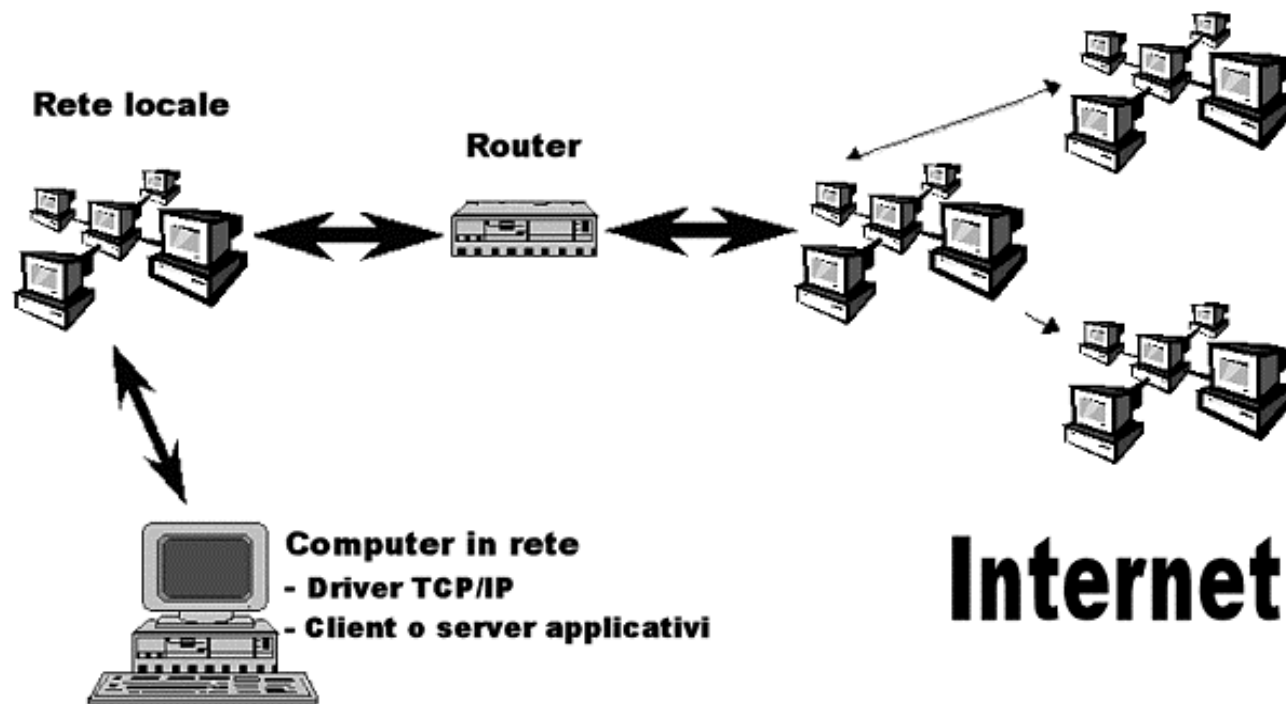 Rete locale
Router
Computer in rete
- Driver TCP/IP
- Client o server applicativi
Internet